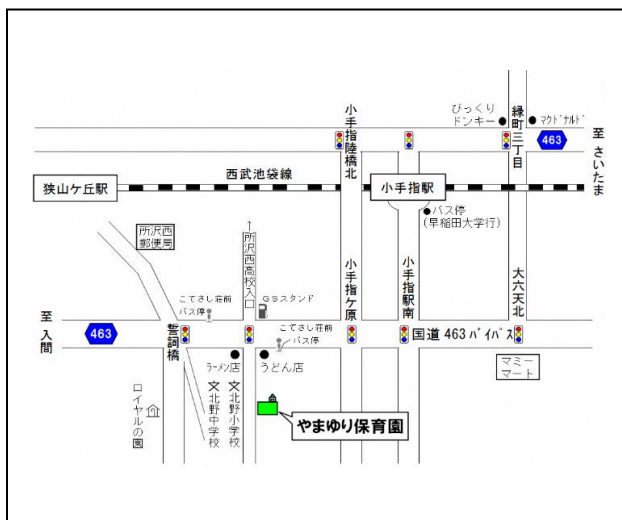 びっくり
ドンキー
マクドナルド
緑町三丁目
小手指陸橋北
463
至 さいたま
西武池袋線
狭山ケ丘駅
小手指駅
バス停
(早稲田大学行)
所沢西
郵便局
所沢西高校入口
↑
こてさし荘前
バス停
GSスタンド
小手指ケ原
小手指駅南
大六天北
至 入間
463
誓詞橋
こてさし荘前
バス停
国道 463 バイパス
ラーメン店
うどん店
マミー
マート
ロイヤルの園
文北野中学校
文北野小学校
やまゆり保育園